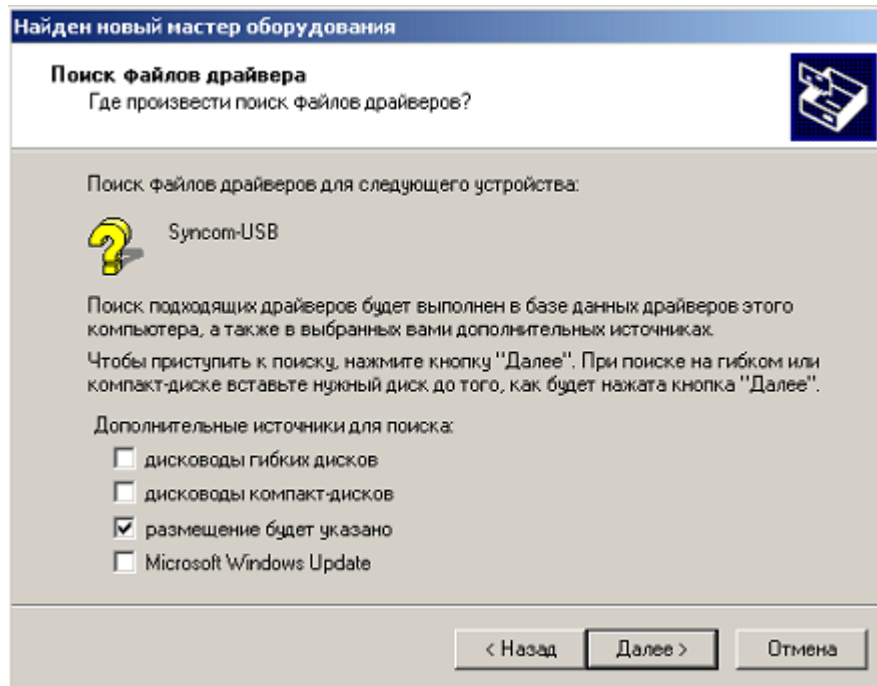 Найден новый мастер оборудования
Поиск файлов драйвера
Где произвести поиск файлов драйверов?
Поиск файлов драйверов для следующего устройства:
Syncom-USB
Поиск подходящих драйверов будет выполнен в базе данных драйверов этого
компьютера, а также в выбранных вами дополнительных источниках.
Чтобы приступить к поиску, нажмите кнопку "Далее". При поиске на гибком или
компакт-диске вставьте нужный диск до того, как будет нажата кнопка "Далее".
Дополнительные источники для поиска:
дисководы гибких дисков
дисководы компакт-дисков
размещение будет указано
Microsoft Windows Update
< Назад Далее > Отмена